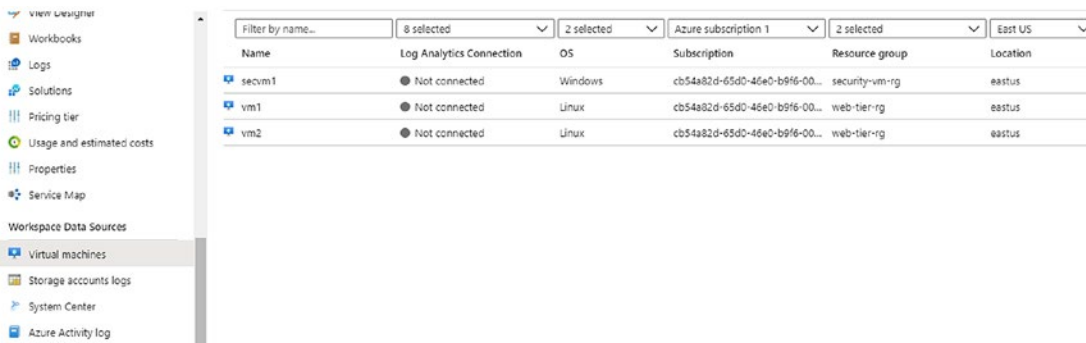 View Designer
Workbooks
Logs
Solutions
Pricing tier
Usage and estimated costs
Properties
Service Map
Workspace Data Sources
Virtual machines
Storage accounts logs
System Center
Azure Activity log
Filter by name... 8 selected 2 selected Azure subscription 1 2 selected East US
Name Log Analytics Connection OS Subscription Resource group Location
secvm1 Not connected Windows cb54a82d-65d0-46e0-b9f6-00... security-vm-rg eastus
vm1 Not connected Linux cb54a82d-65d0-46e0-b9f6-00... web-tier-rg eastus
vm2 Not connected Linux cb54a82d-65d0-46e0-b9f6-00... web-tier-rg eastus